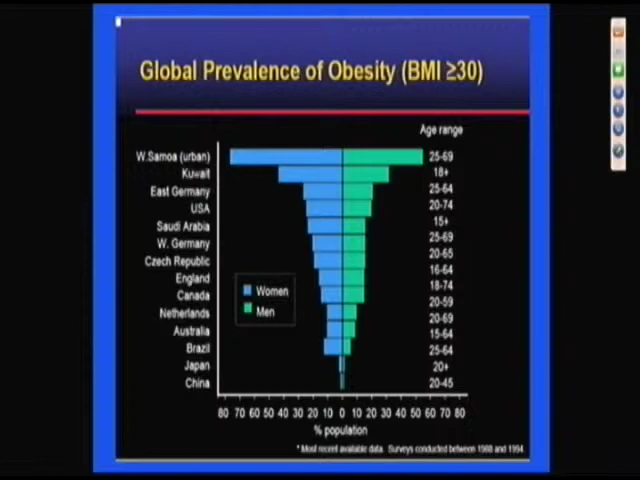 Global Prevalence of Obesity (BMI ≥30)
Age range
W.Samoa (urban) 25-69
Kuwait 18+
East Germany 25-64
USA 20-74
Saudi Arabia 15+
W. Germany 25-69
Czech Republic 20-65
England 16-64
Canada 18-74
20-59
Netherlands 20-69
Australia 15-64
Brazil 25-64
Japan 20+
China 20-45
Women
Men
80 70 60 50 40 30 20 10 0 10 20 30 40 50 60 70 80
% population
* Most recent available data. Surveys conducted between 1988 and 1994.